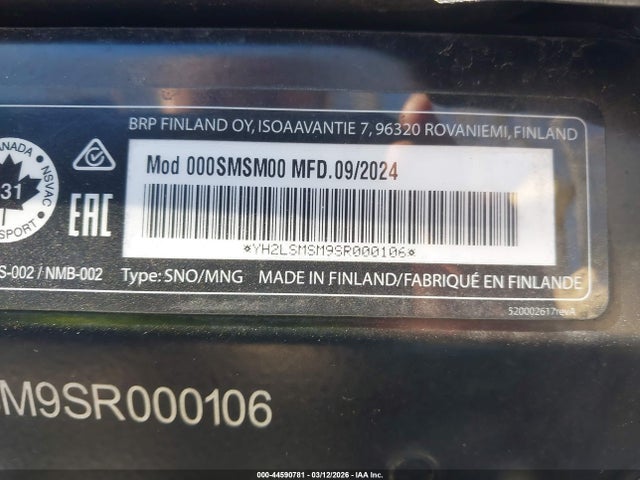 BRP FINLAND OY, ISOAAVANTIE 7, 96320 ROVANIEMI, FINLAND
Mod 000SMSM00 MFD.09/2024
*YH2LSMSM9SR000106*
ANADA
NSVAC
31
SPORT
EAC
S-002 / NMB-002
Type: SNO/MNG
MADE IN FINLAND/FABRIQUÉ EN FINLANDE
520002617revA
M9SR000106
000-44590781 - 03/12/2026 - IAA Inc.